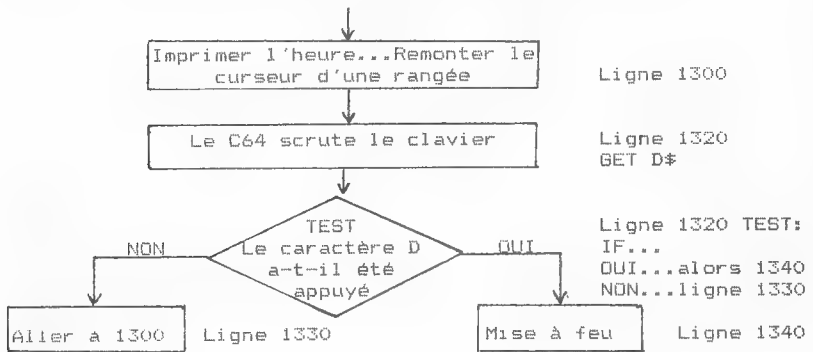 Imprimer l'heure...Remonter le
curseur d'une rangée
Ligne 1300
Le C64 scrute le clavier
Ligne 1320
GET D$
TEST
Le caractère D
a-t-il été
appuyé
NON
OUI
Ligne 1320 TEST:
IF...
OUI...alors 1340
NON...ligne 1330
Aller a 1300
Ligne 1330
Mise à feu
Ligne 1340